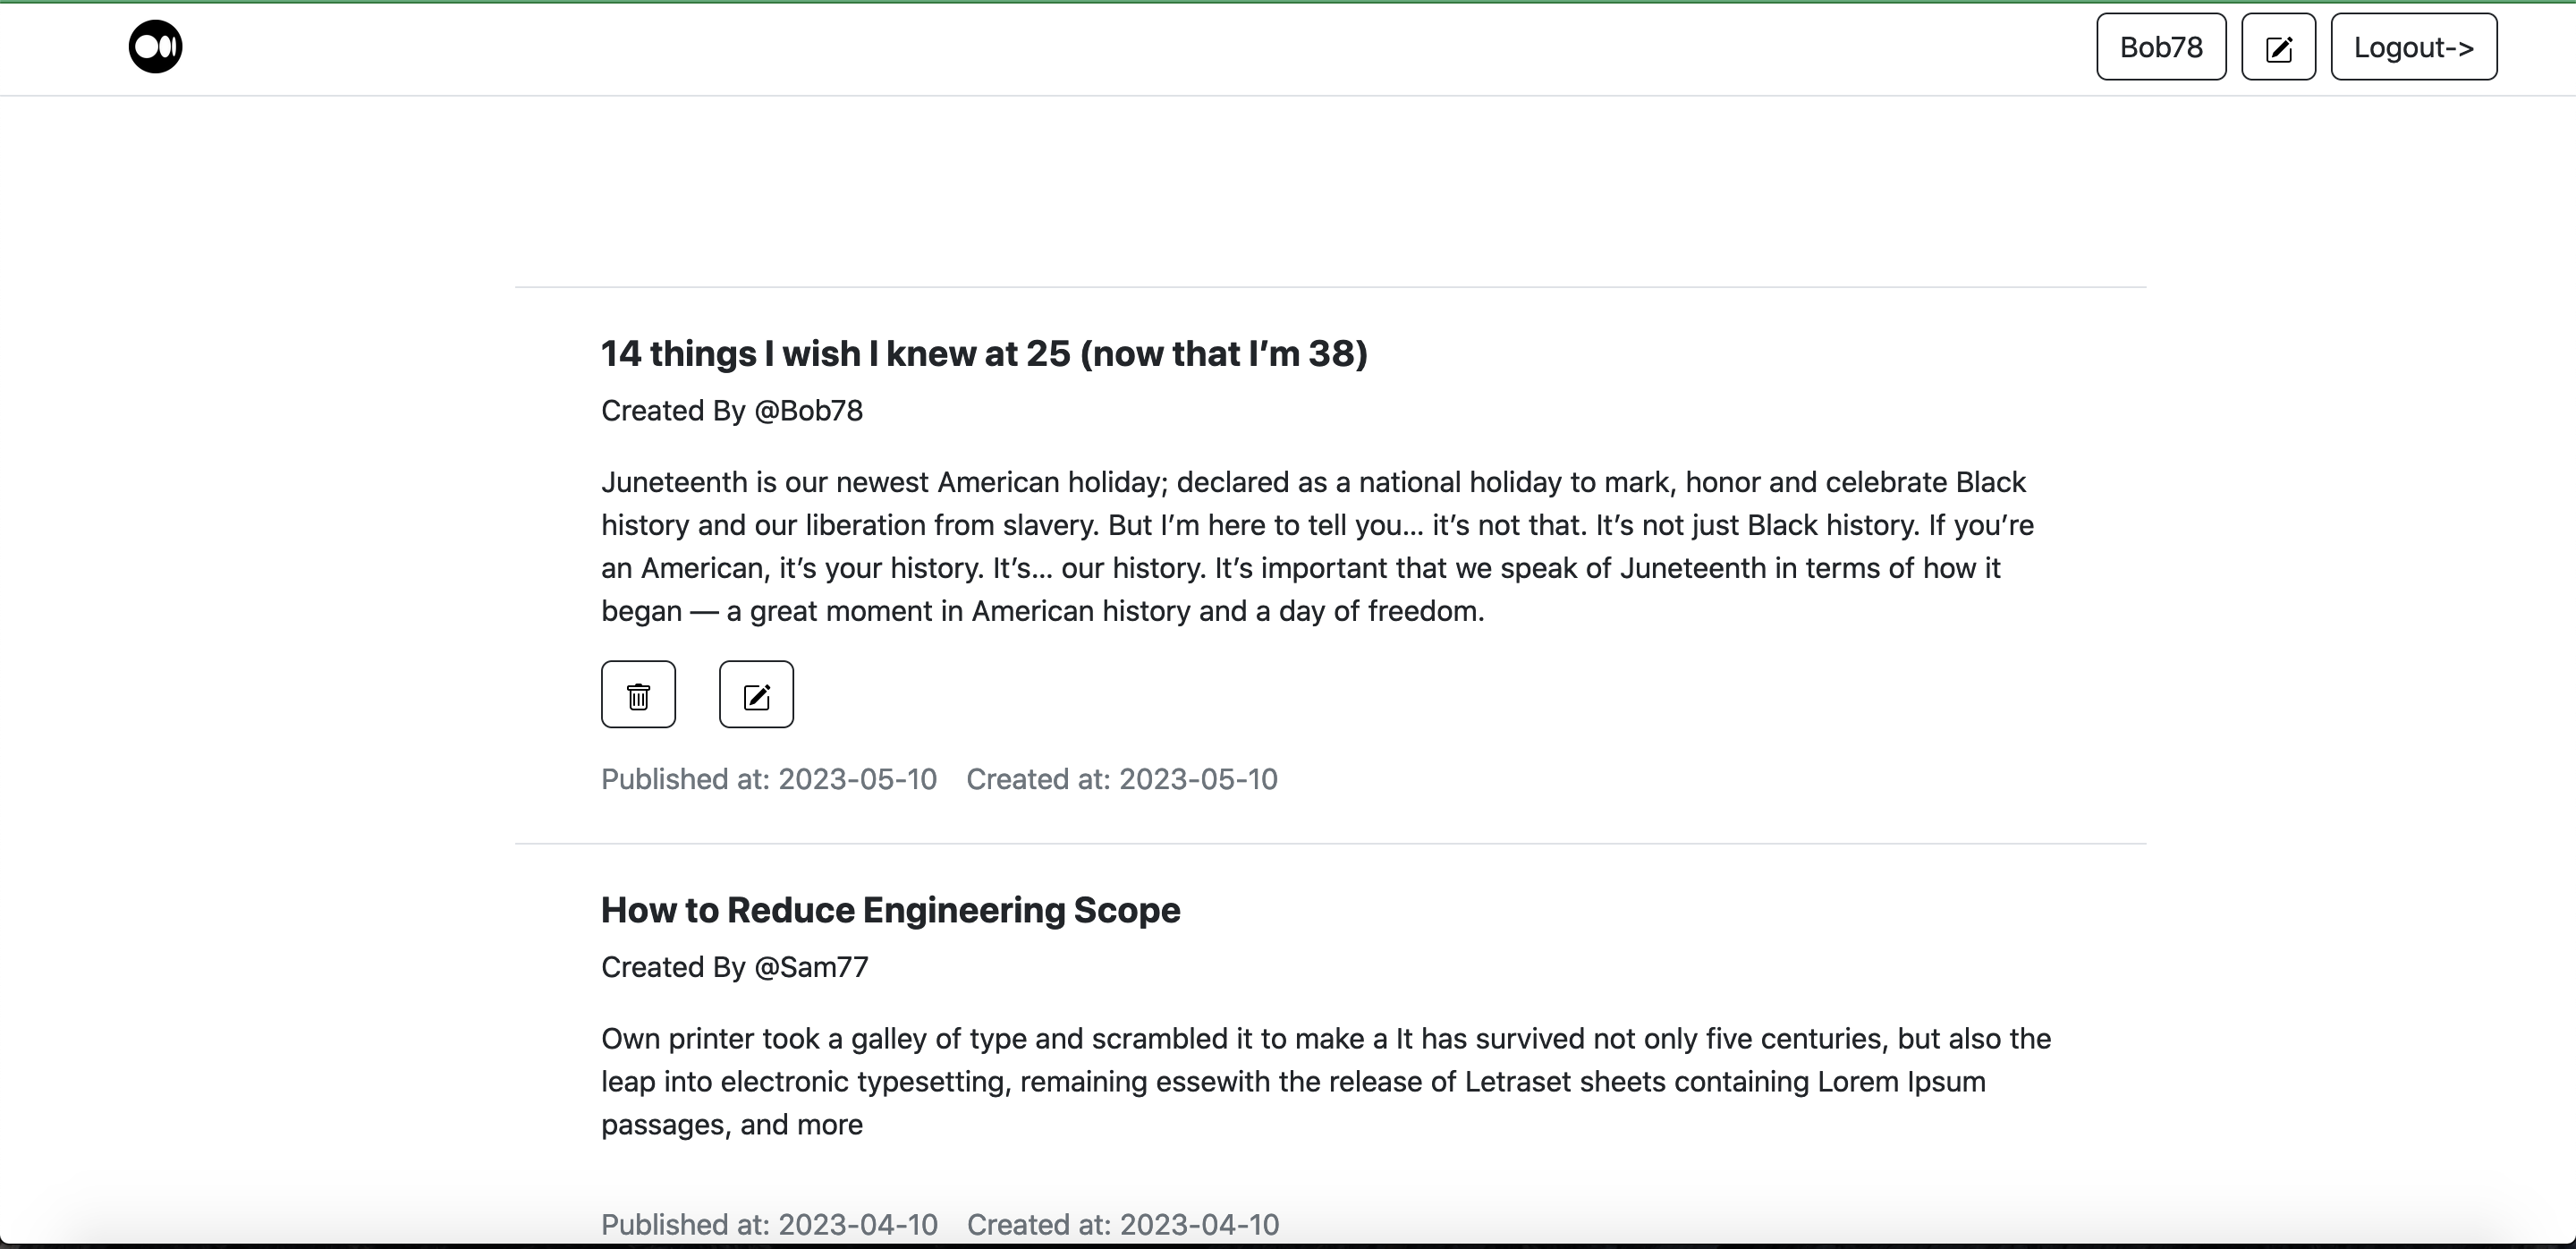 Bob78
Logout->
14 things I wish I knew at 25 (now that I’m 38)
Created By @Bob78
Juneteenth is our newest American holiday; declared as a national holiday to mark, honor and celebrate Black
history and our liberation from slavery. But I’m here to tell you… it’s not that. It’s not just Black history. If you’re
an American, it’s your history. It’s… our history. It’s important that we speak of Juneteenth in terms of how it
began — a great moment in American history and a day of freedom.
Published at: 2023-05-10 Created at: 2023-05-10
How to Reduce Engineering Scope
Created By @Sam77
Own printer took a galley of type and scrambled it to make a It has survived not only five centuries, but also the
leap into electronic typesetting, remaining essewith the release of Letraset sheets containing Lorem Ipsum
passages, and more
Published at: 2023-04-10 Created at: 2023-04-10